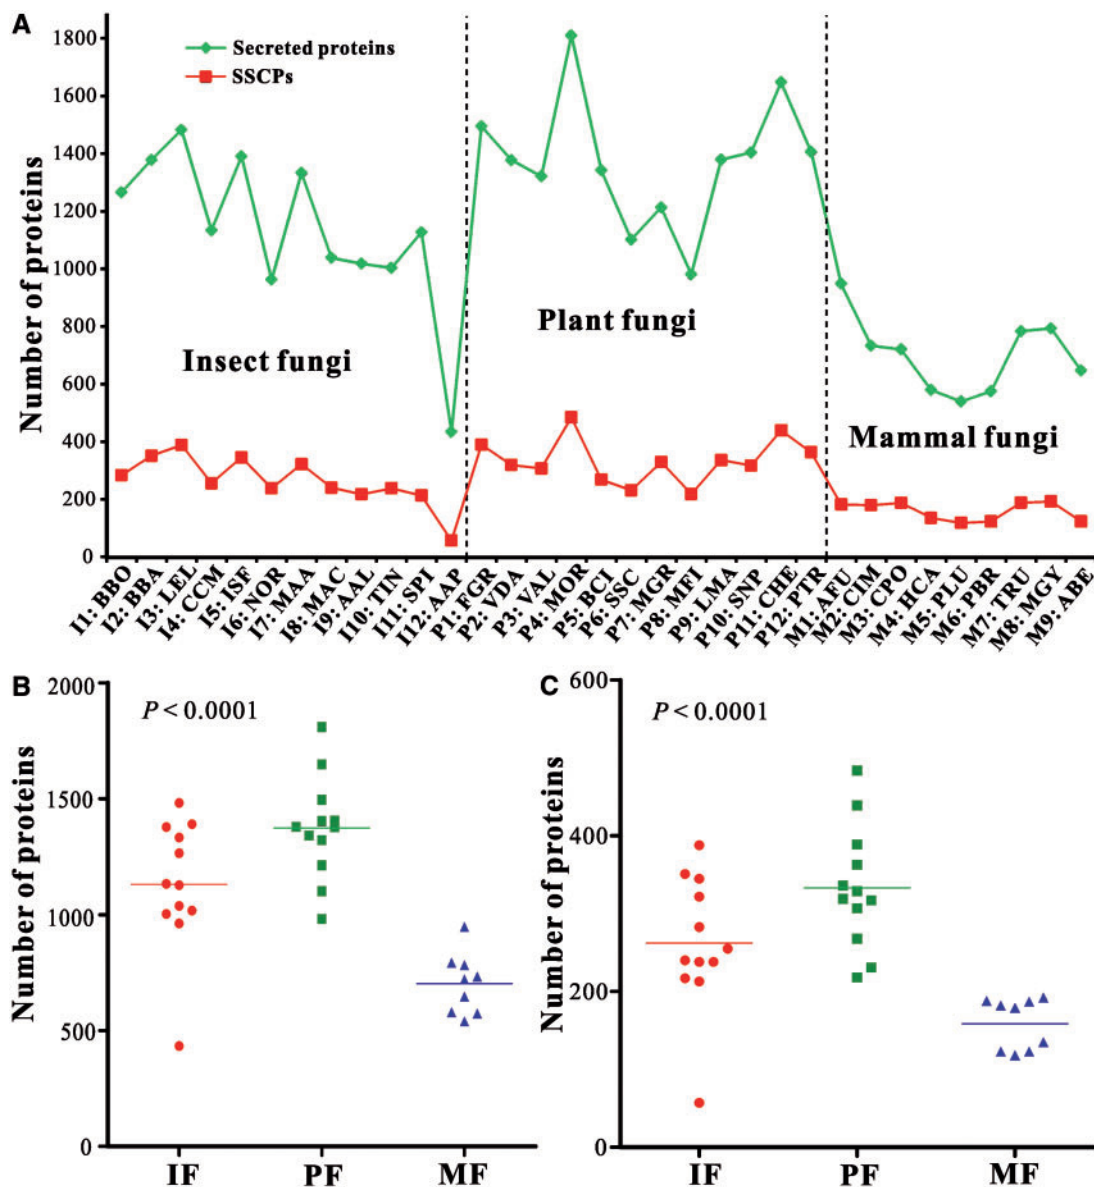 A
Number of proteins
1800
1600
1400
1200
1000
800
600
400
200
0
Secreted proteins
SSCPs
Insect fungi
Plant fungi
Mammal fungi
I1: BBO
I2: BBA
I3: LEL
I4: CCM
I5: ISF
I6: NOR
I7: MAA
I8: MAC
I9: AAL
I10: TIN
I11: SPI
I12: AAP
P1: FGR
P2: VDA
P3: VAL
P4: MOR
P5: BCI
P6: SSC
P7: MGR
P8: MFI
P9: LMA
P10: SNP
P11: CHE
P12: PTR
M1: AFU
M2: CIM
M3: CPO
M4: HCA
M5: PLU
M6: PBR
M7: TRU
M8: MGY
M9: ABE
B
Number of proteins
2000
1500
1000
500
0
P < 0.0001
IF
PF
MF
C
Number of proteins
600
400
200
0
P < 0.0001
IF
PF
MF